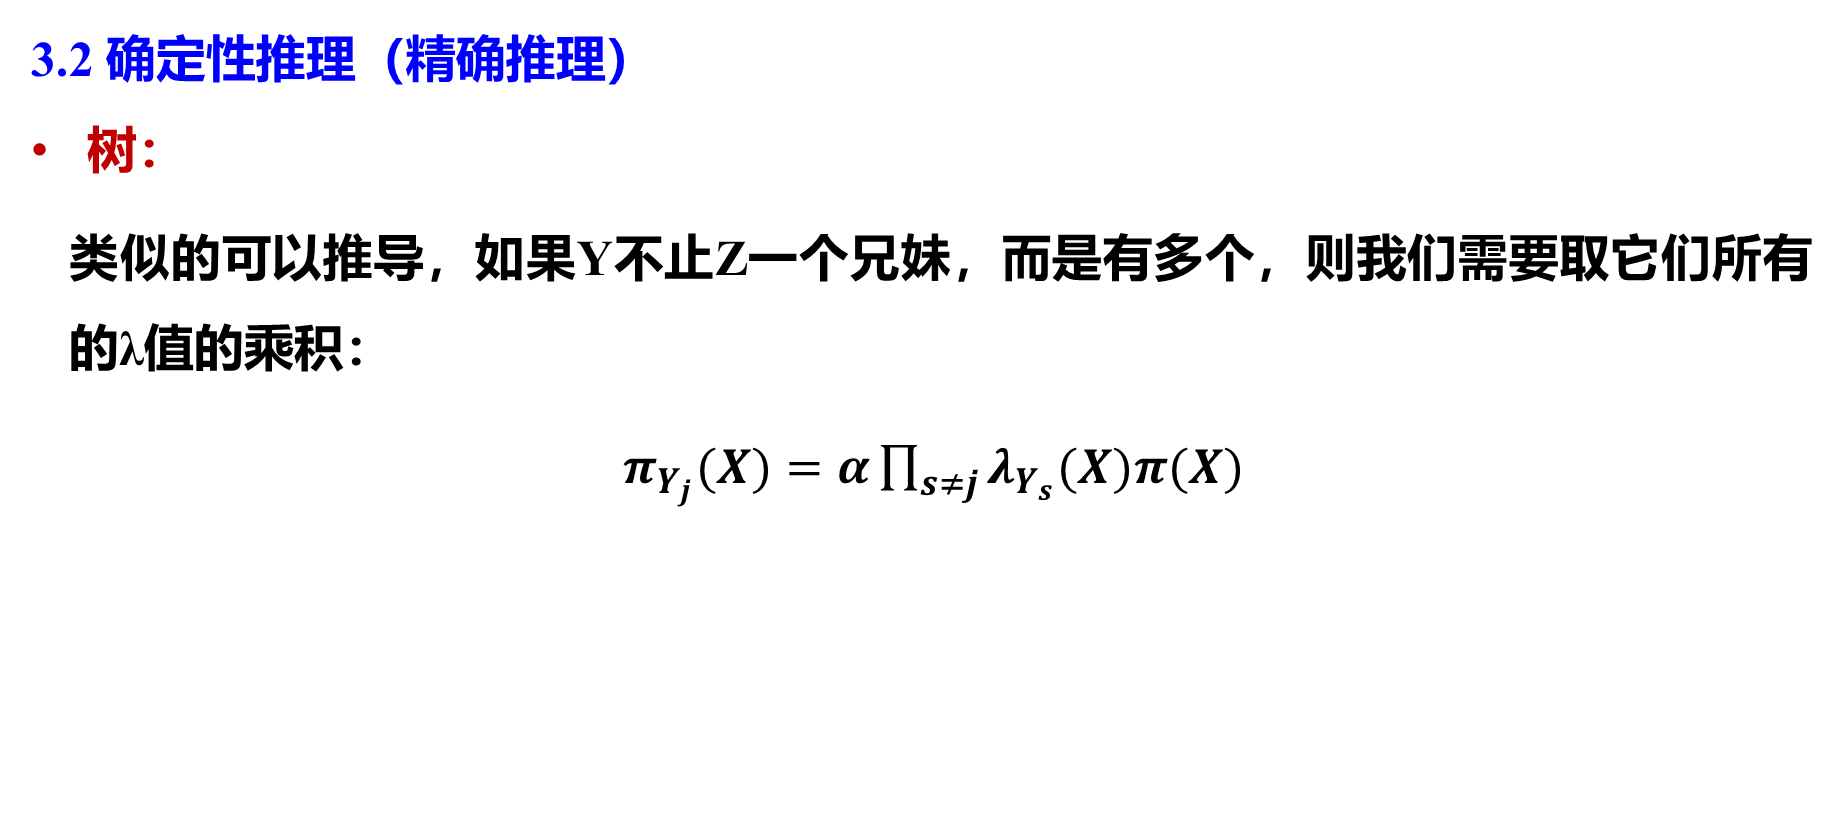 3.2 确定性推理（精确推理）
• 树：
类似的可以推导，如果Y不止Z一个兄妹，而是有多个，则我们需要取它们所有
的λ值的乘积：
π_{Y_j}(X) = α ∏_{s≠j} λ_{Y_s}(X)π(X)